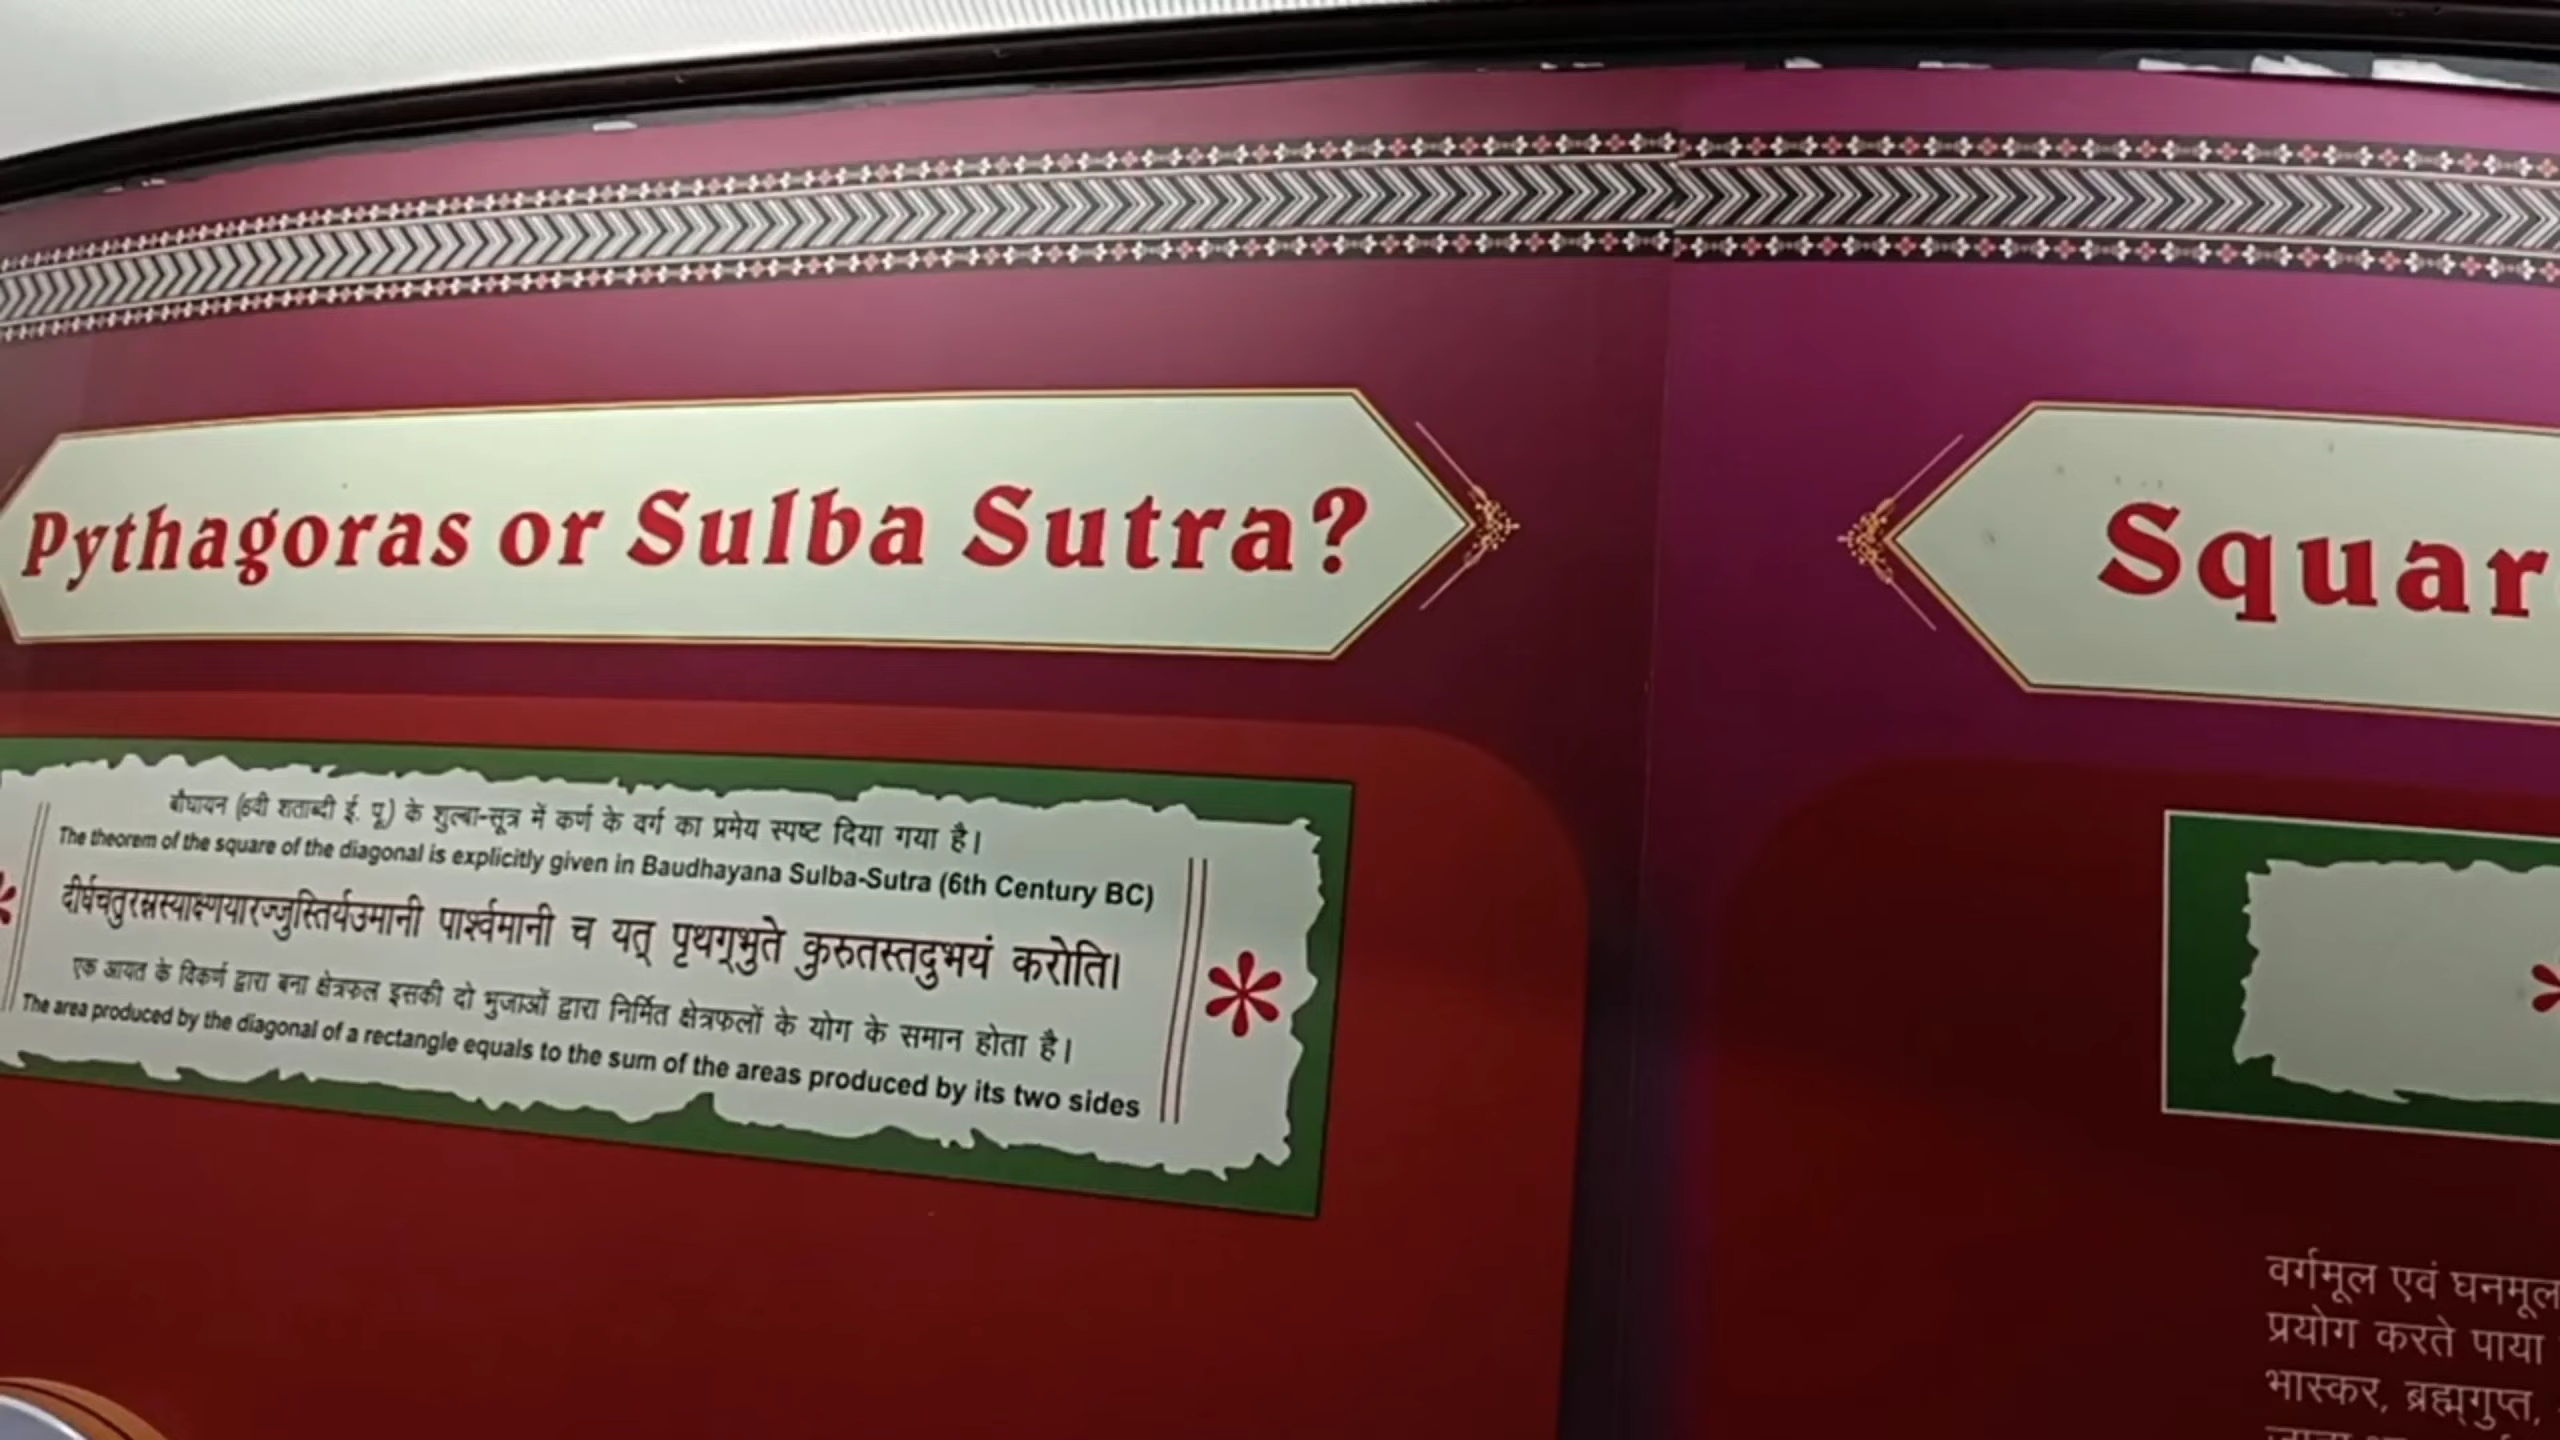 Pythagoras or Sulba Sutra?
बौधायन (6वी शताब्दी ई. पू.) के शुल्बा-सूत्र में कर्ण के वर्ग का प्रमेय स्पष्ट दिया गया है।
The theorem of the square of the diagonal is explicitly given in Baudhayana Sulba-Sutra (6th Century BC)
दीर्घचतुरस्रस्याक्ष्णयारज्जुस्तिर्यउमानी पार्श्वमानी च यत् पृथग्भुते कुरुतस्तदुभयं करोति।
एक आयत के विकर्ण द्वारा बना क्षेत्रफल इसकी दो भुजाओं द्वारा निर्मित क्षेत्रफलों के योग के समान होता है।
The area produced by the diagonal of a rectangle equals to the sum of the areas produced by its two sides
Squar
वर्गमूल एवं घनमूल
प्रयोग करते पाया
भास्कर, ब्रह्मगुप्त,